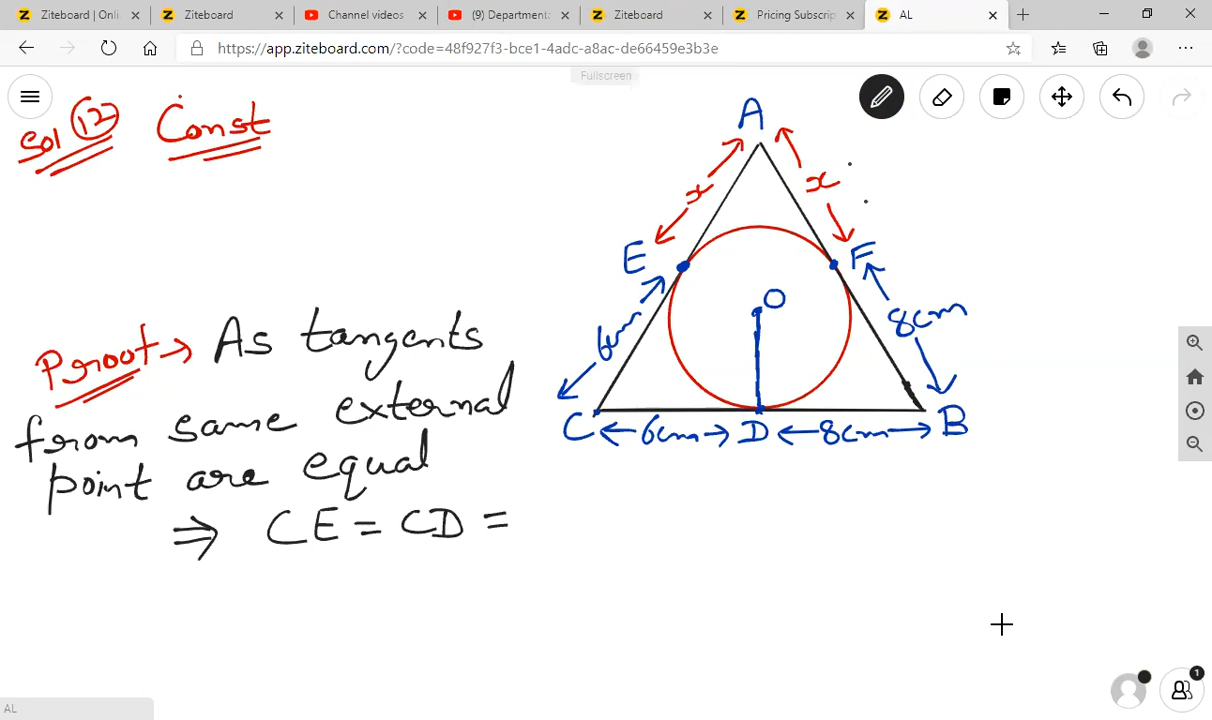 Ziteboard | Onli
Ziteboard
Channel videos
(9) Department
Ziteboard
Pricing Subscrip
AL
https://app.ziteboard.com/?code=48f927f3-bce1-4adc-a8ac-de66459e3b3e
Fullscreen
Sol 12 Const
A
x
x
E
F
O
6cm
8cm
C 6cm D 8cm B
Proof → As tangents
from same external
point are equal
⇒ CE = CD =
1
AL